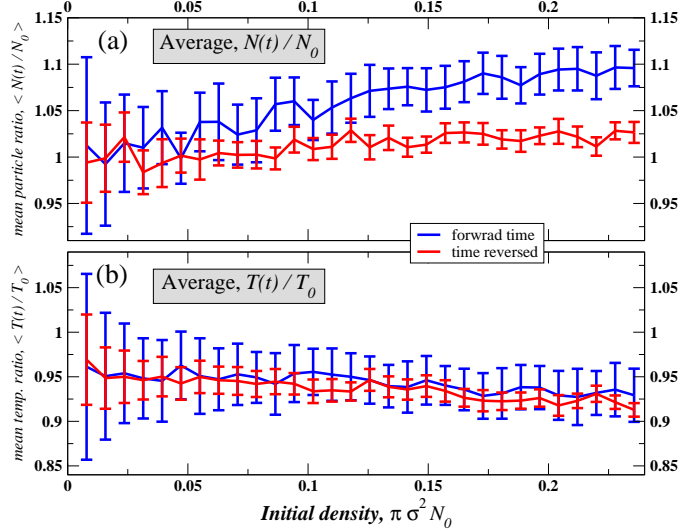 0 0.05 0.1 0.15 0.2
1.15 1.15
(a) Average, N(t) / N0
1.1 1.1
1.05 1.05
1 1
0.95 0.95
mean particle ratio, < N(t) / N0 >
forwrad time
time reversed
(b) Average, T(t) / T0
1.05 1.05
1 1
0.95 0.95
0.9 0.9
0.85 0.85
mean temp. ratio, < T(t) / T0 >
0 0.05 0.1 0.15 0.2
Initial density, π σ² N0